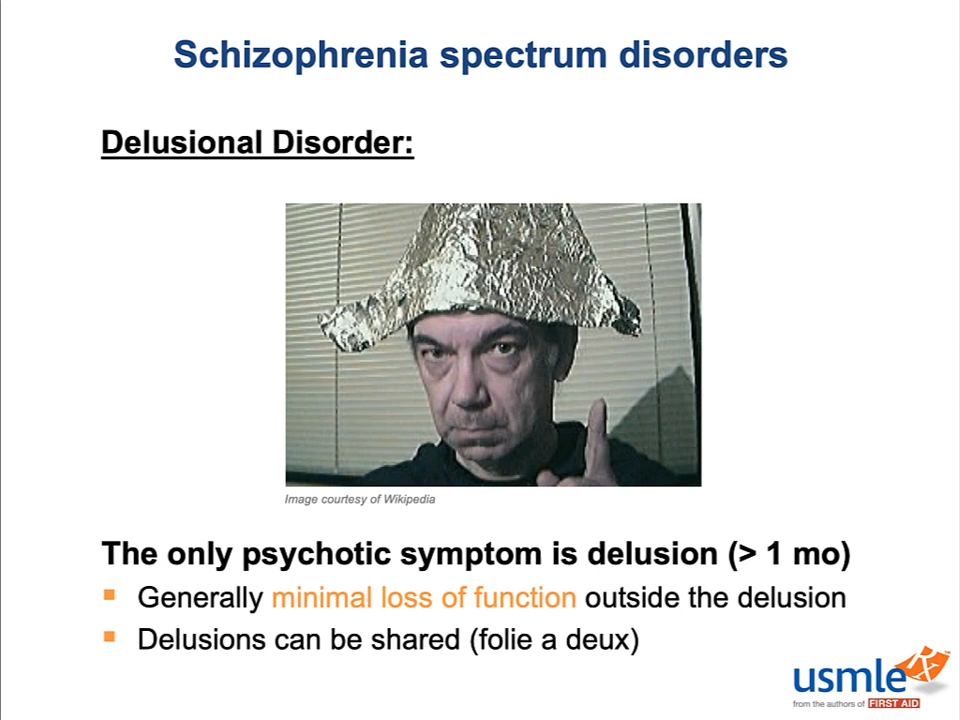 Schizophrenia spectrum disorders
Delusional Disorder:
Image courtesy of Wikipedia
The only psychotic symptom is delusion (> 1 mo)
Generally minimal loss of function outside the delusion
Delusions can be shared (folie a deux)
usmle Rx™
from the authors of FIRST AID